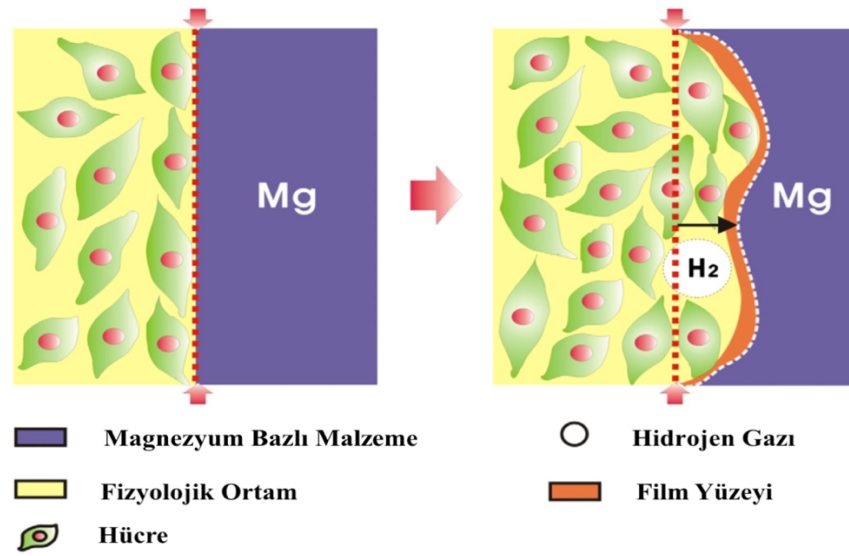 Mg
Mg
H2
Magnezyum Bazlı Malzeme
Hidrojen Gazı
Fizyolojik Ortam
Film Yüzeyi
Hücre